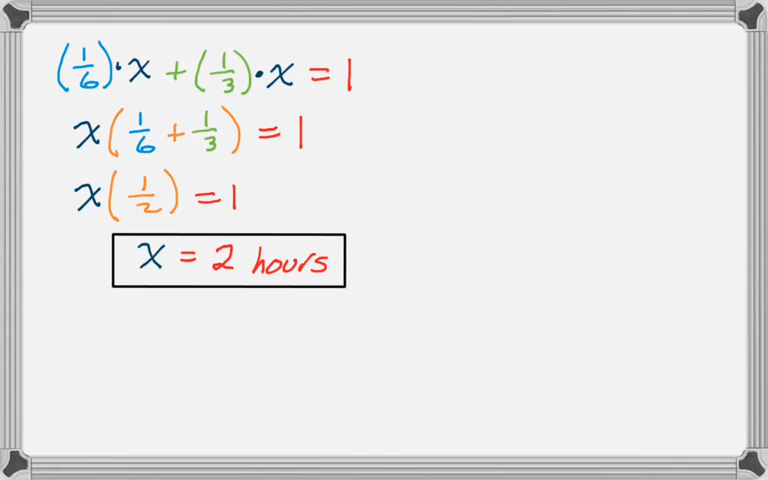 (1/6)·x + (1/3)·x = 1
x(1/6 + 1/3) = 1
x(1/2) = 1
x = 2 hours